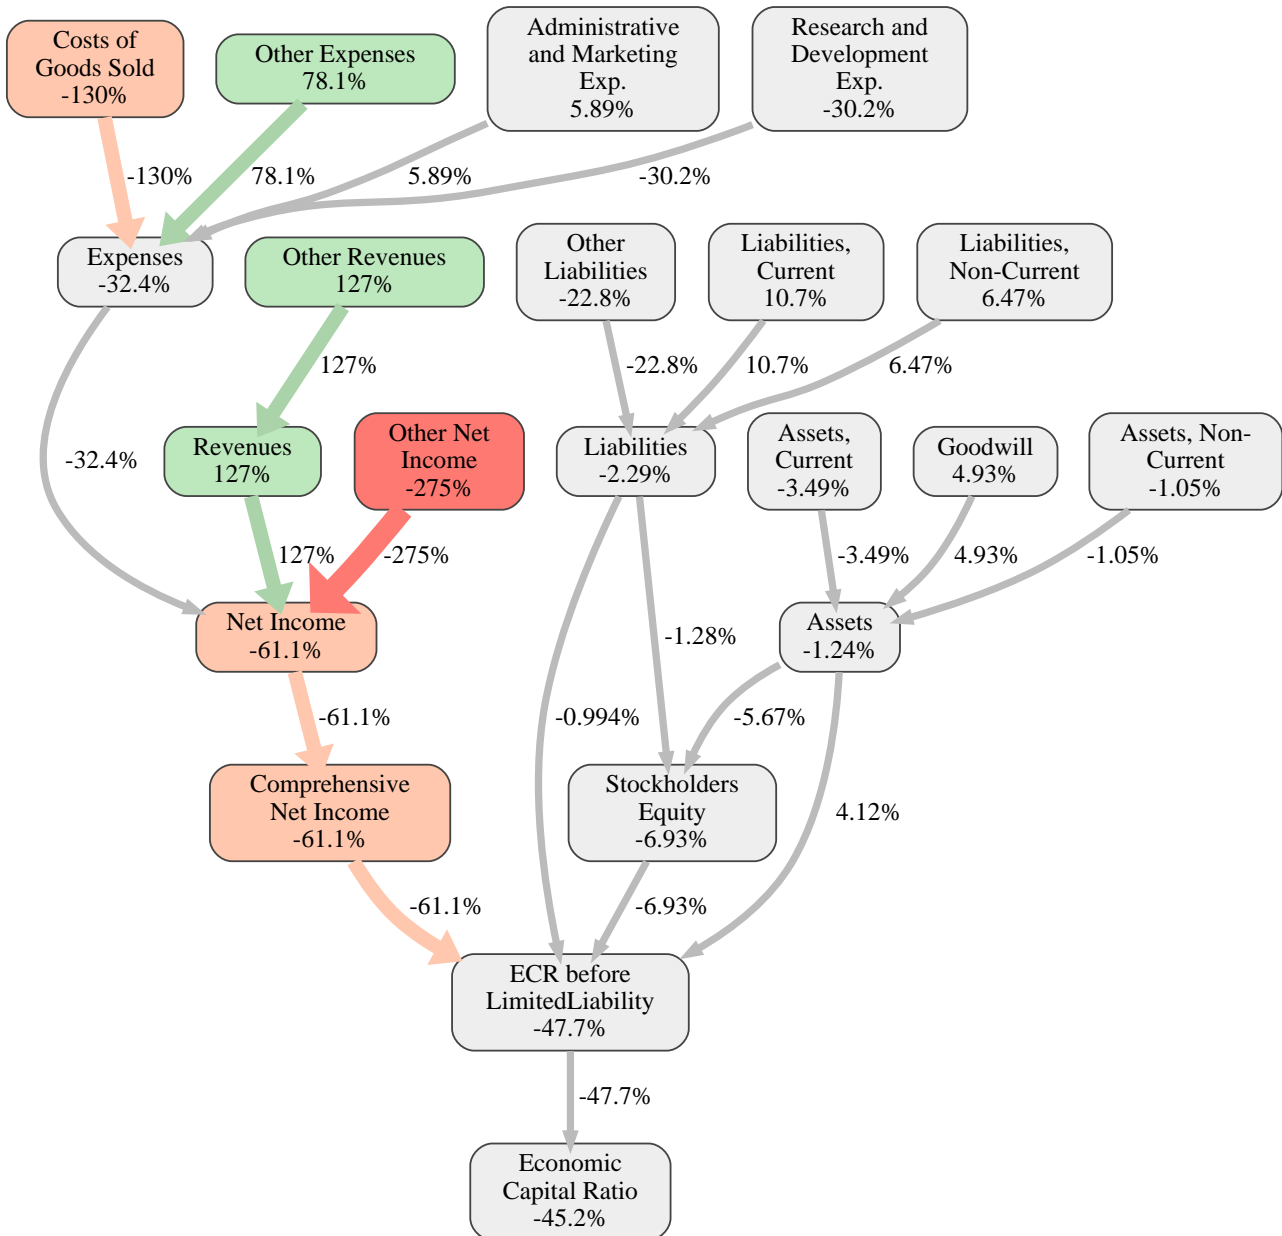 Costs of
Goods Sold
-130%
Other Expenses
78.1%
Administrative
and Marketing
Exp.
5.89%
Research and
Development
Exp.
-30.2%
-130%
78.1%
5.89%
-30.2%
Expenses
-32.4%
Other Revenues
127%
Other
Liabilities
-22.8%
Liabilities,
Current
10.7%
Liabilities,
Non-Current
6.47%
127%
-22.8%
10.7%
6.47%
-32.4%
Revenues
127%
Other Net
Income
-275%
Liabilities
-2.29%
Assets,
Current
-3.49%
Goodwill
4.93%
Assets, Non-
Current
-1.05%
127%
-275%
-3.49%
4.93%
-1.05%
Net Income
-61.1%
-1.28%
Assets
-1.24%
-61.1%
-0.994%
-5.67%
Comprehensive
Net Income
-61.1%
Stockholders
Equity
-6.93%
4.12%
-61.1%
-6.93%
ECR before
LimitedLiability
-47.7%
-47.7%
Economic
Capital Ratio
-45.2%